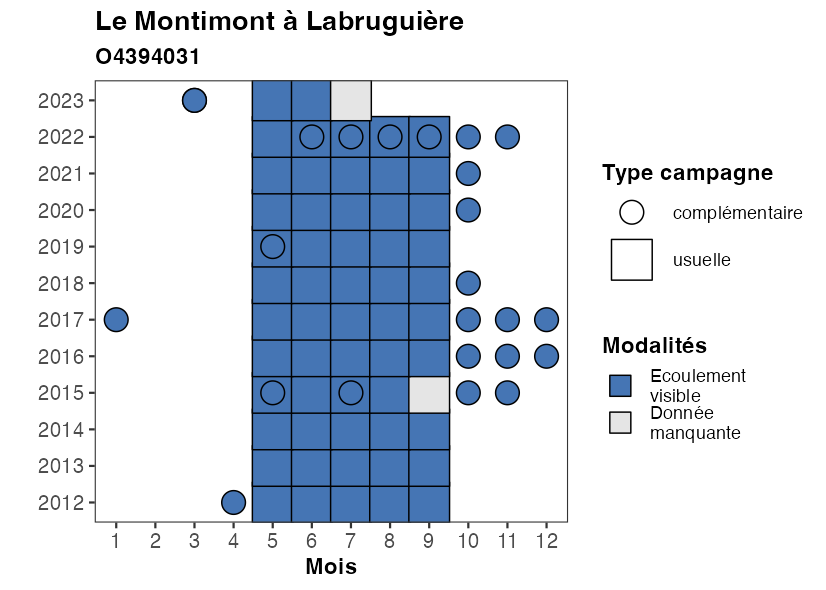 Le Montimont à Labruguière
O4394031
2023
2022
2021
2020
2019
2018
2017
2016
2015
2014
2013
2012
1 2 3 4 5 6 7 8 9 10 11 12
Mois
Type campagne
complémentaire
usuelle
Modalités
Ecoulement
visible
Donnée
manquante